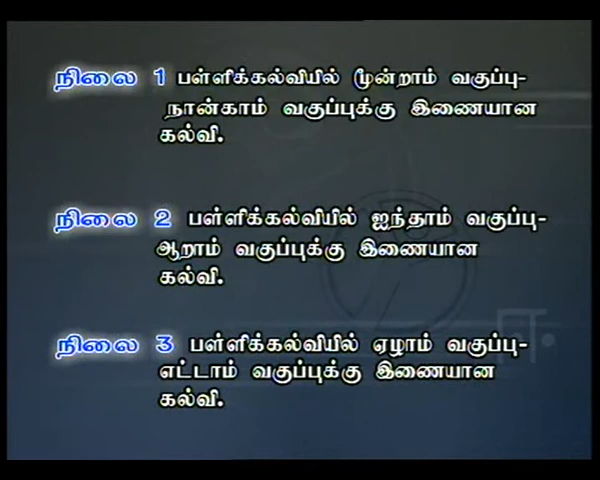 நிலை 1 பள்ளிக்கல்வியில் மூன்றாம் வகுப்பு-
நான்காம் வகுப்புக்கு இணையான
கல்வி.
நிலை 2 பள்ளிக்கல்வியில் ஐந்தாம் வகுப்பு-
ஆறாம் வகுப்புக்கு இணையான
கல்வி.
நிலை 3 பள்ளிக்கல்வியில் ஏழாம் வகுப்பு-
எட்டாம் வகுப்புக்கு இணையான
கல்வி.